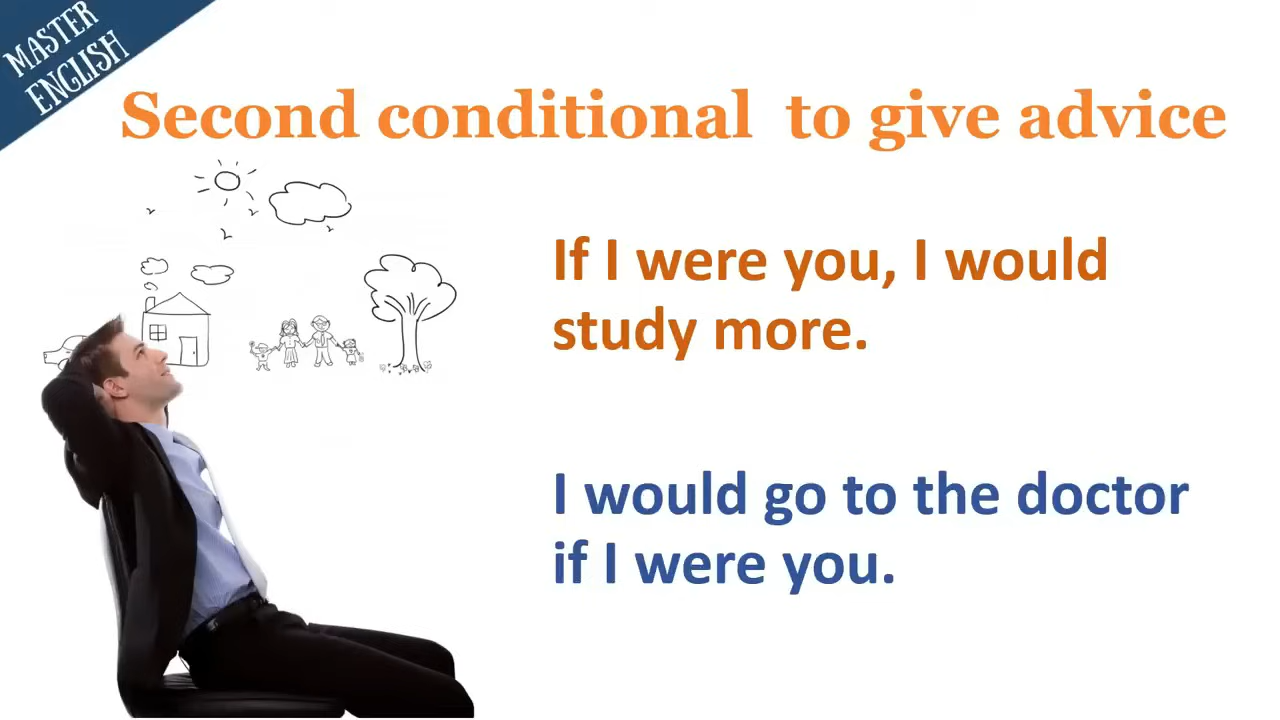 MASTER
ENGLISH
Second conditional to give advice
If I were you, I would
study more.
I would go to the doctor
if I were you.